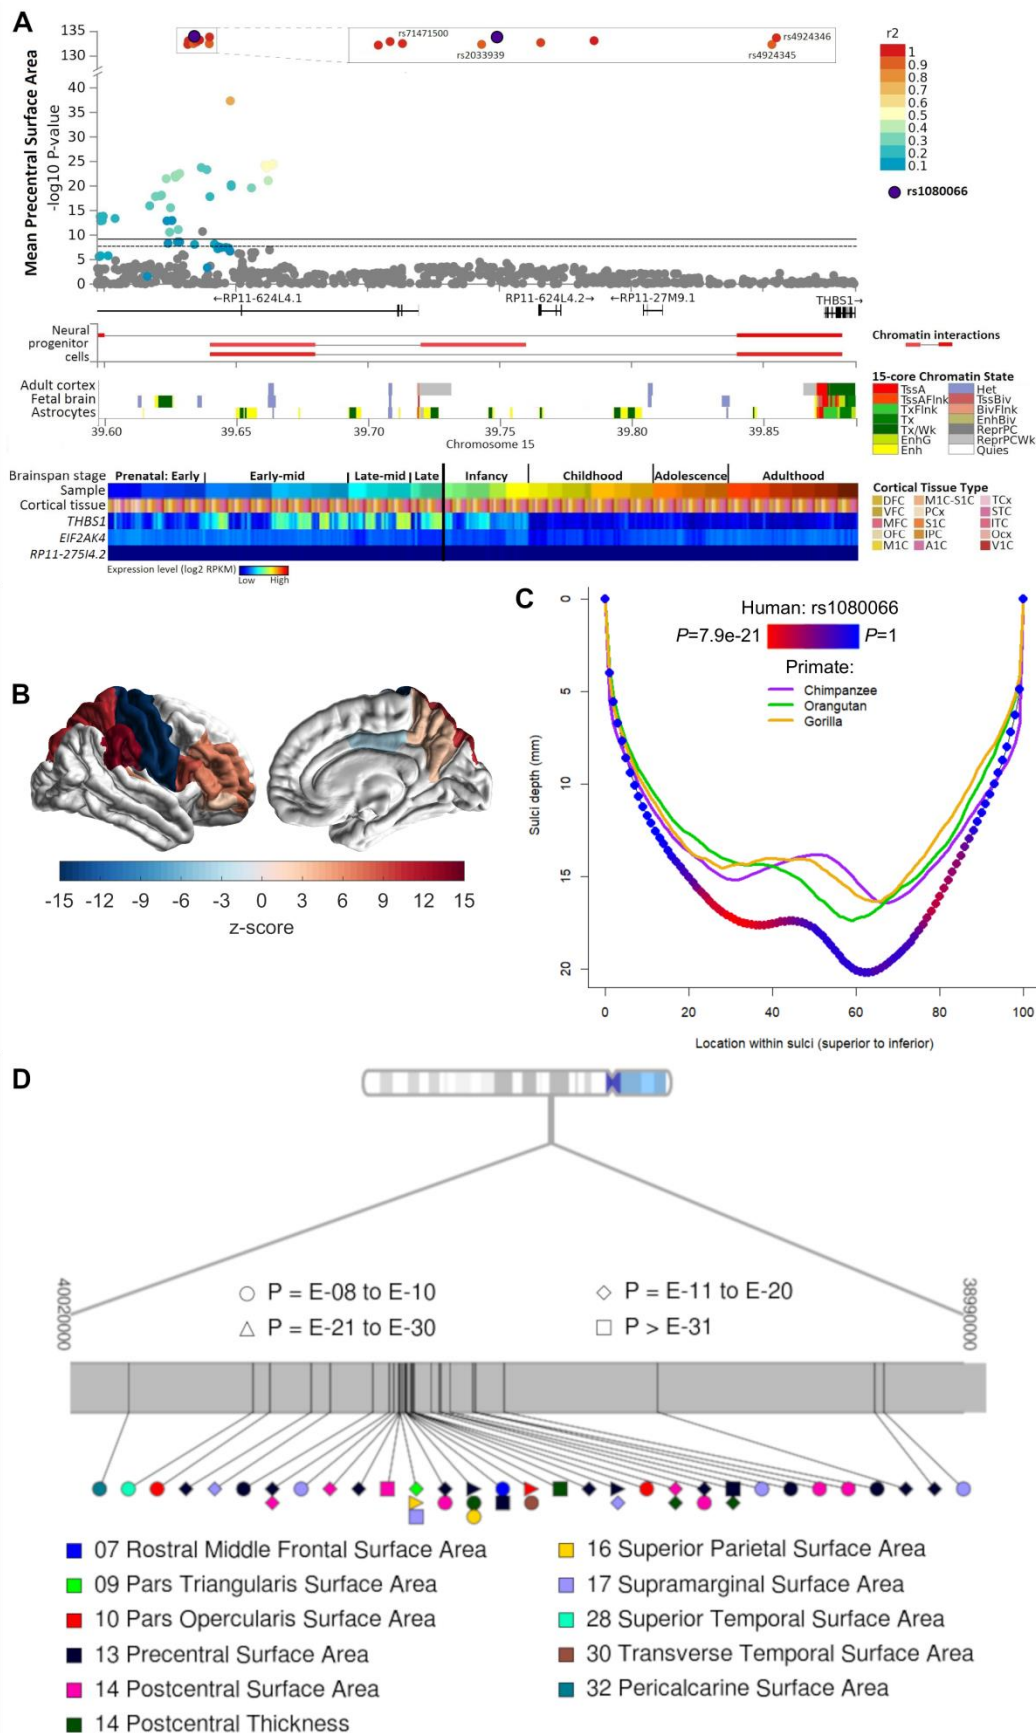 A
Mean Precentral Surface Area
-log10 P-value
135
130
40
35
30
25
20
15
10
5
0
rs71471500
rs2033939
rs4924346
rs4924345
r2
1
0.9
0.8
0.7
0.6
0.5
0.4
0.3
0.2
0.1
rs1080066
←RP11-624L4.1
RP11-624L4.2→
←RP11-27M9.1
THBS1→
Neural
progenitor
cells
Chromatin interactions
Adult cortex
Fetal brain
Astrocytes
39.60
39.65
39.70
39.75
39.80
39.85
Chromosome 15
15-core Chromatin State
TssA
TssAFlnk
TxFlnk
Tx
Tx/Wk
EnhG
Enh
Het
TssBiv
BivFlnk
EnhBiv
ReprPC
ReprPCWk
Quies
Brainspan stage
Prenatal: Early
Early-mid
Late-mid
Late
Infancy
Childhood
Adolescence
Adulthood
Sample
Cortical tissue
THBS1
EIF2AK4
RP11-275I4.2
Expression level (log2 RPKM)
Low
High
Cortical Tissue Type
DFC
VFC
MFC
OFC
M1C
M1C-S1C
PCx
S1C
IPC
A1C
TCx
STC
ITC
Ocx
V1C
B
-15 -12 -9 -6 -3 0 3 6 9 12 15
z-score
C
Human: rs1080066
P=7.9e-21
P=1
Primate:
Chimpanzee
Orangutan
Gorilla
Sulci depth (mm)
0
5
10
15
20
0 20 40 60 80 100
Location within sulci (superior to inferior)
D
40020000
38990000
P = E-08 to E-10
P = E-11 to E-20
P = E-21 to E-30
P > E-31
07 Rostral Middle Frontal Surface Area
09 Pars Triangularis Surface Area
10 Pars Opercularis Surface Area
13 Precentral Surface Area
14 Postcentral Surface Area
14 Postcentral Thickness
16 Superior Parietal Surface Area
17 Supramarginal Surface Area
28 Superior Temporal Surface Area
30 Transverse Temporal Surface Area
32 Pericalcarine Surface Area